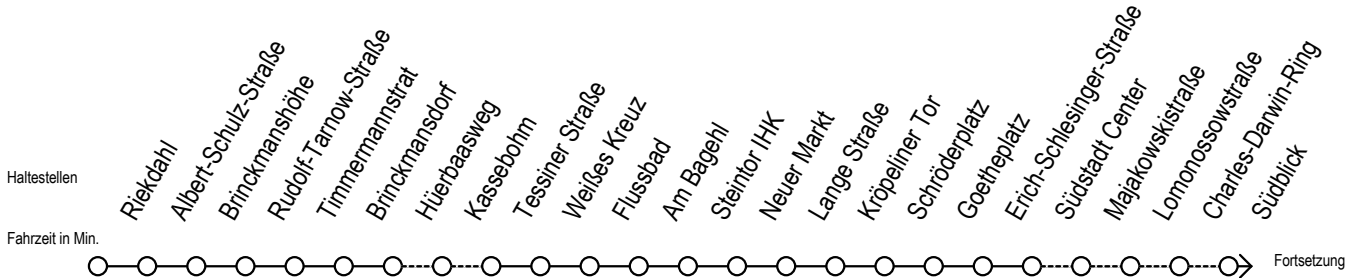 Haltestellen
Riekdahl
Albert-Schulz-Straße
Brinckmanshöhe
Rudolf-Tarnow-Straße
Timmermannstrat
Brinckmansdorf
Hüerbaasweg
Kassebohm
Tessiner Straße
Weißes Kreuz
Flussbad
Am Bagehl
Steintor IHK
Neuer Markt
Lange Straße
Kröpeliner Tor
Schröderplatz
Goetheplatz
Erich-Schlesinger-Straße
Südstadt Center
Majakowskistraße
Lomonossowstraße
Charles-Darwin-Ring
Südblick
Fahrzeit in Min.
Fortsetzung